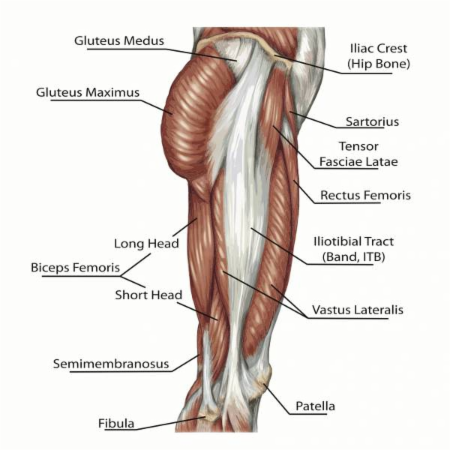 Gluteus Medus
Iliac Crest
(Hip Bone)
Gluteus Maximus
Sartorius
Tensor
Fasciae Latae
Rectus Femoris
Long Head
Iliotibial Tract
(Band, ITB)
Biceps Femoris
Short Head
Vastus Lateralis
Semimembranosus
Patella
Fibula